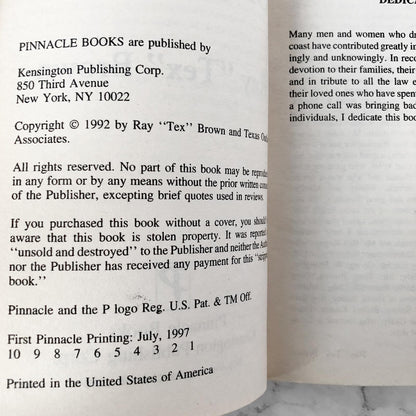 PINNACLE BOOKS are published by
Kensington Publishing Corp.
850 Third Avenue
New York, NY 10022
Copyright © 1992 by Ray "Tex" Brown and Texas
Associates.
All rights reserved. No part of this book may be reproduced
in any form or by any means without the prior written
of the Publisher, excepting brief quotes used in reviews.
If you purchased this book without a cover, you should
aware that this book is stolen property. It was reported
"unsold and destroyed" to the Publisher and neither the
nor the Publisher has received any payment for this
book."
Pinnacle and the P logo Reg. U.S. Pat. & TM Off.
First Pinnacle Printing: July, 1997
10 9 8 7 6 5 4 3 2 1
Printed in the United States of America
DEDICA
Many men and women who
coast have contributed greatly
ingly and unknowingly. In
devotion to their families, their
and in tribute to all the law
their loved ones who have spent
a phone call was bringing bad
individuals, I dedicate this